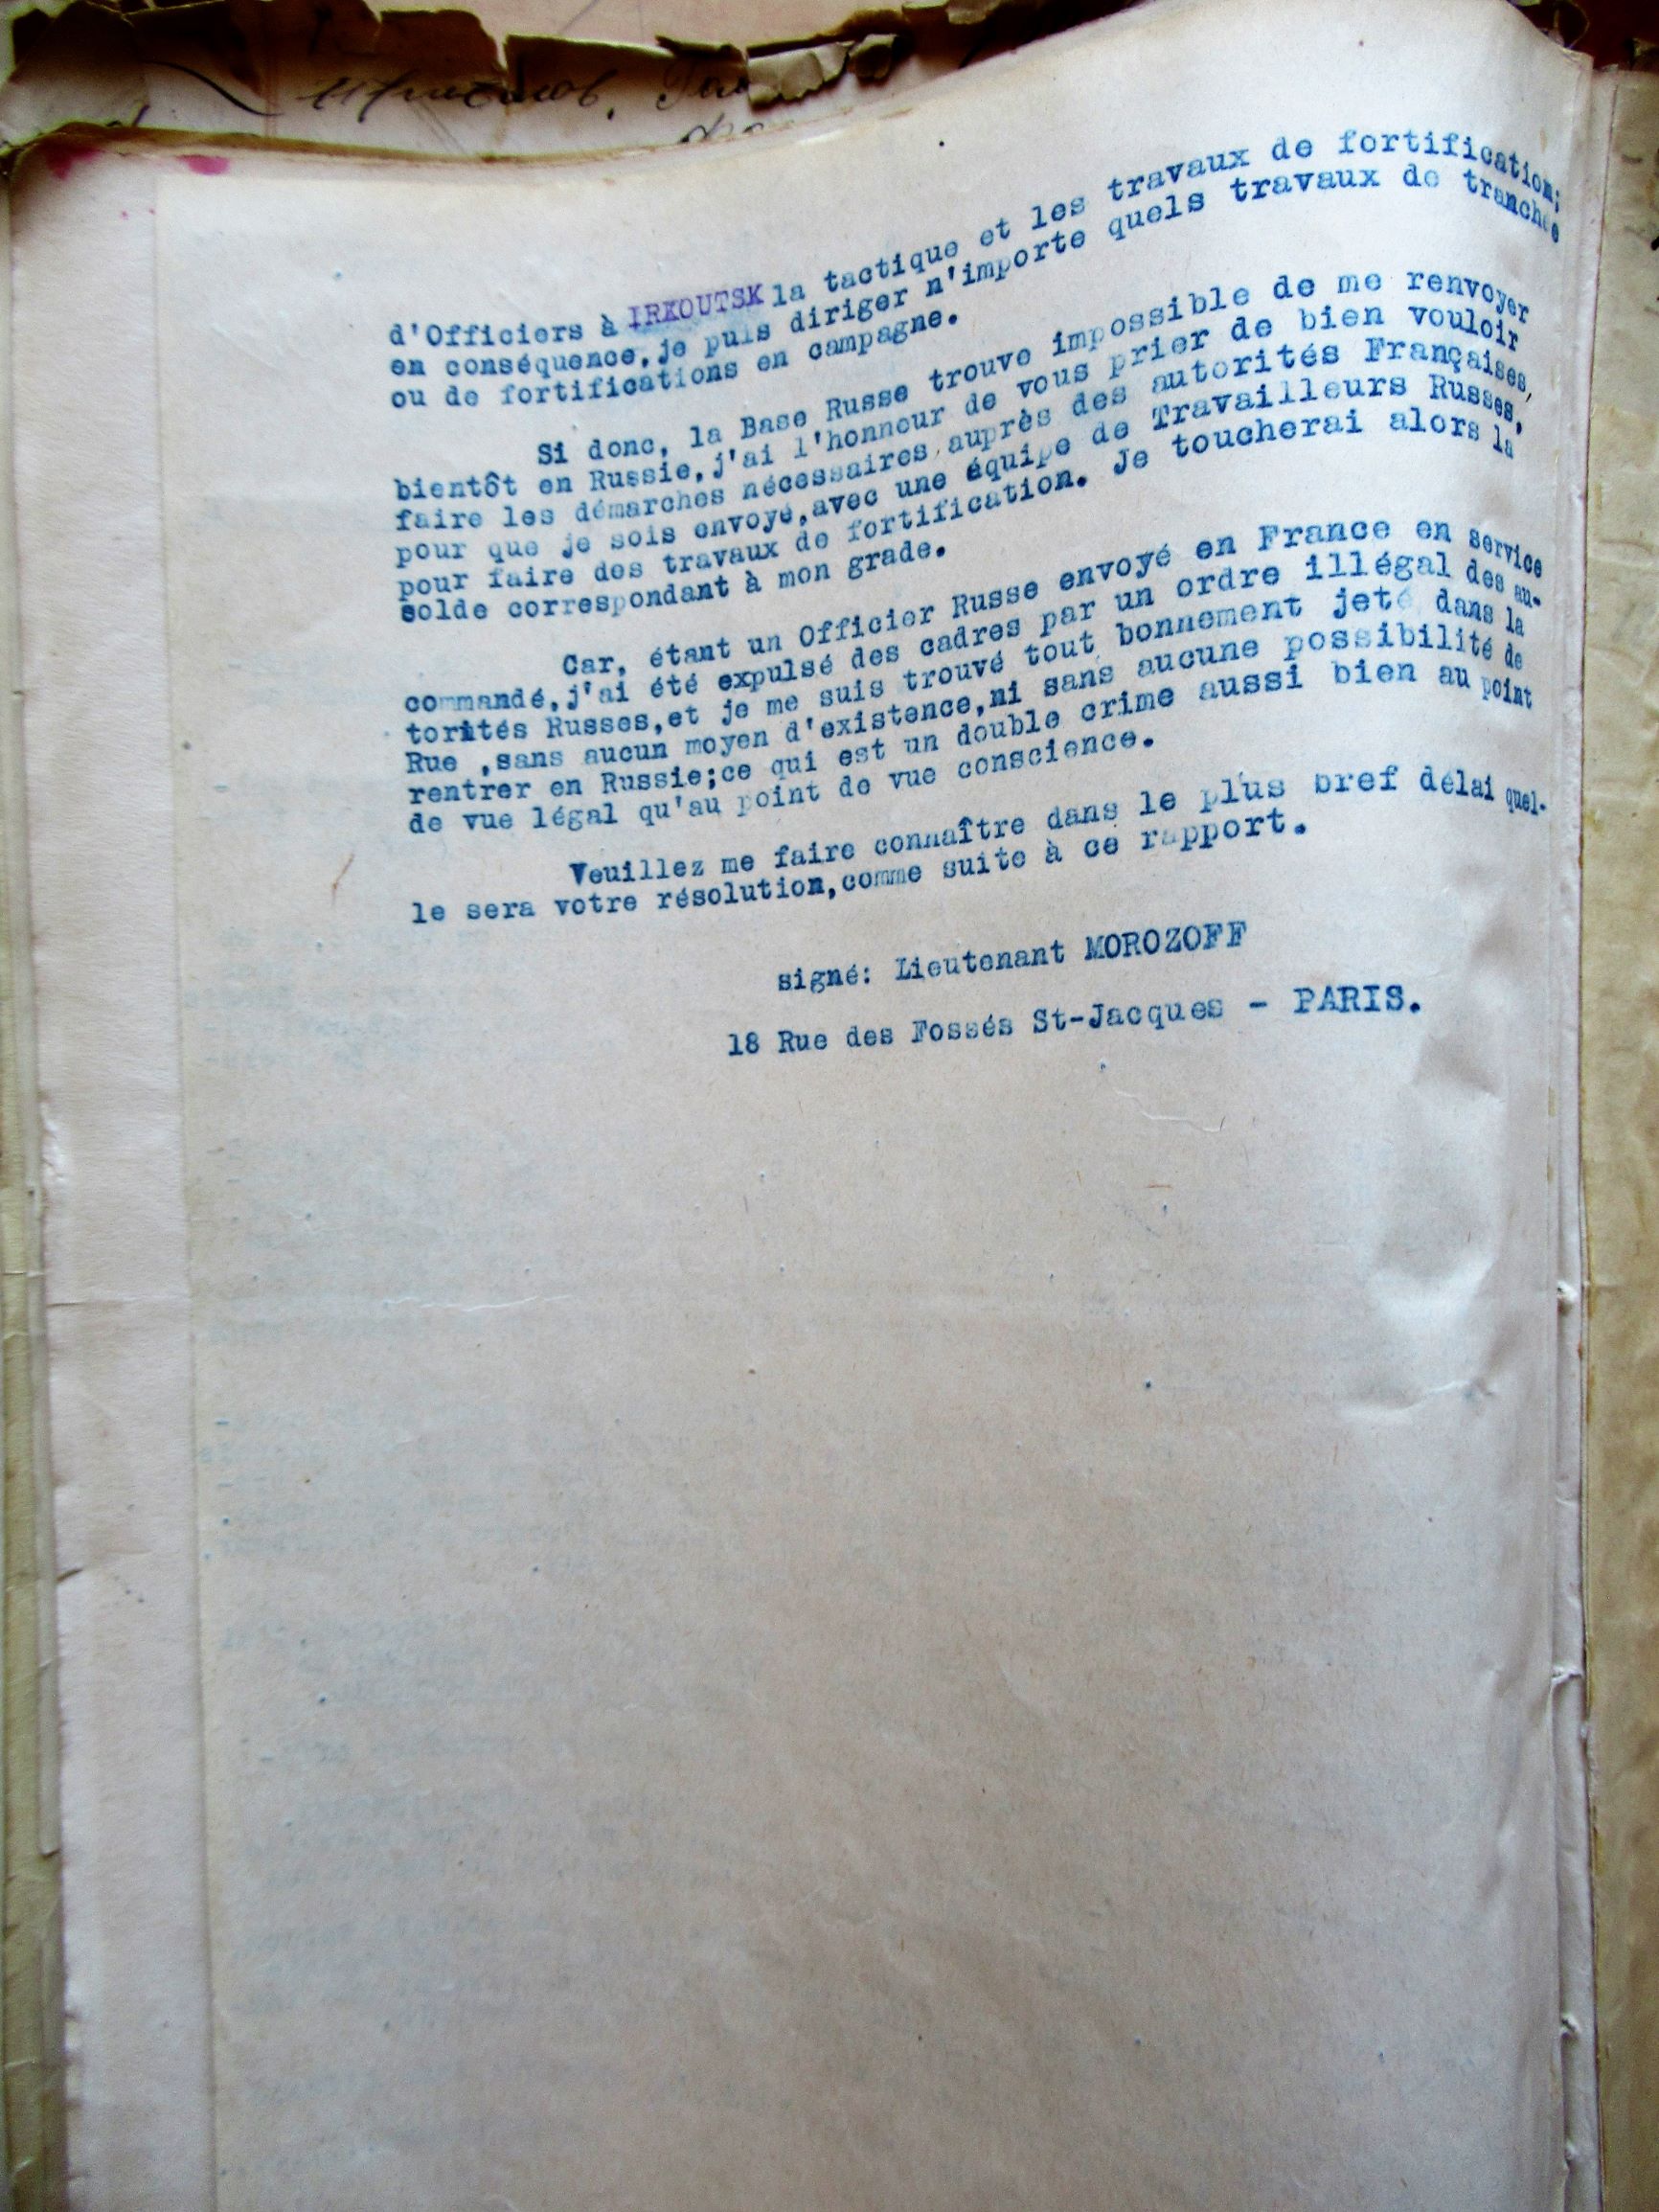 d'Officiers à IRKOUTSK la tactique et les travaux de fortification;
en conséquence, je puis diriger n'importe quels travaux de tranchée
ou de fortifications en campagne.
Si donc, la Base Russe trouve impossible de me renvoyer
bientôt en Russie, j'ai l'honneur de vous prier de bien vouloir
faire les démarches nécessaires, auprès des autorités Françaises,
pour que je sois envoyé, avec une équipe de Travailleurs Russes,
pour faire des travaux de fortification. Je toucherai alors la
solde correspondant à mon grade.
Car, étant un Officier Russe envoyé en France en service
commandé, j'ai été expulsé des cadres par un ordre illégal des au-
torités Russes, et je me suis trouvé tout bonnement jeté dans la
Rue , sans aucun moyen d'existence, ni sans aucune possibilité de
rentrer en Russie; ce qui est un double crime aussi bien au point
de vue légal qu'au point de vue conscience.
Veuillez me faire connaître dans le plus bref délai quel-
le sera votre résolution, comme suite à ce rapport.
signé: Lieutenant MOROZOFF
18 Rue des Fossés St-Jacques - PARIS.